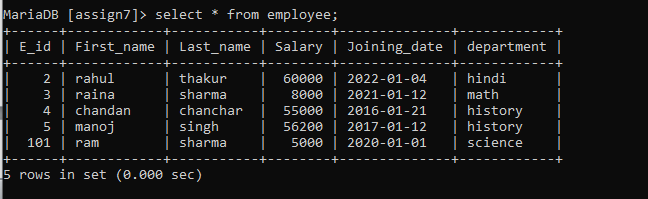 MariaDB [assign7]> select * from employee;
+------+------------+-----------+--------+--------------+------------+
| E_id | First_name | Last_name | Salary | Joining_date | department |
+------+------------+-----------+--------+--------------+------------+
|    2 | rahul      | thakur    |  60000 | 2022-01-04   | hindi      |
|    3 | raina      | sharma    |   8000 | 2021-01-12   | math       |
|    4 | chandan    | chanchar  |  55000 | 2016-01-21   | history    |
|    5 | manoj      | singh     |  56200 | 2017-01-12   | history    |
|  101 | ram        | sharma    |   5000 | 2020-01-01   | science    |
+------+------------+-----------+--------+--------------+------------+
5 rows in set (0.000 sec)